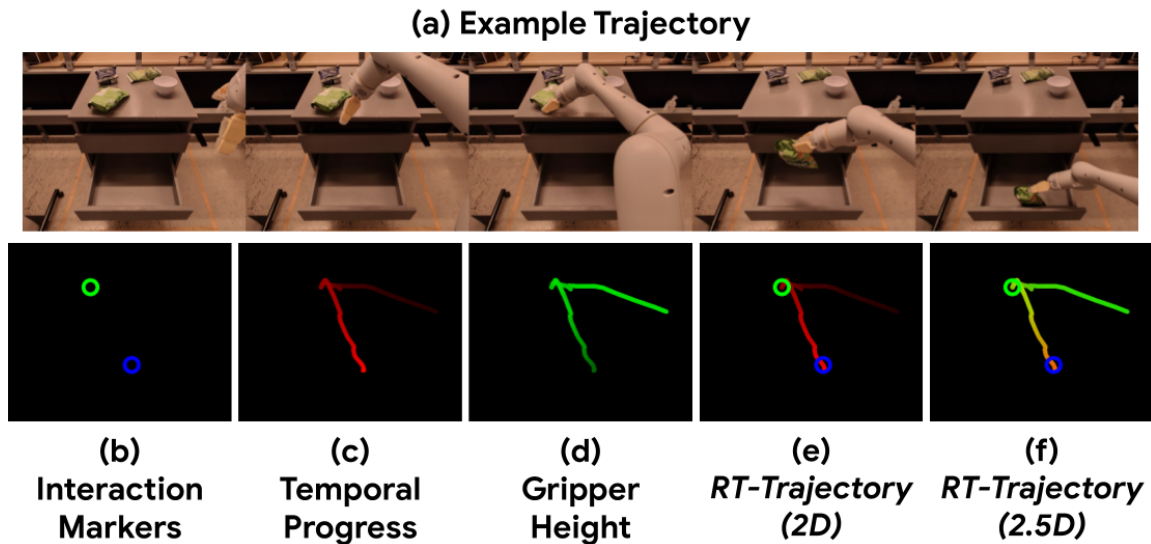 (a) Example Trajectory
(b)
Interaction
Markers
(c)
Temporal
Progress
(d)
Gripper
Height
(e)
RT-Trajectory
(2D)
(f)
RT-Trajectory
(2.5D)